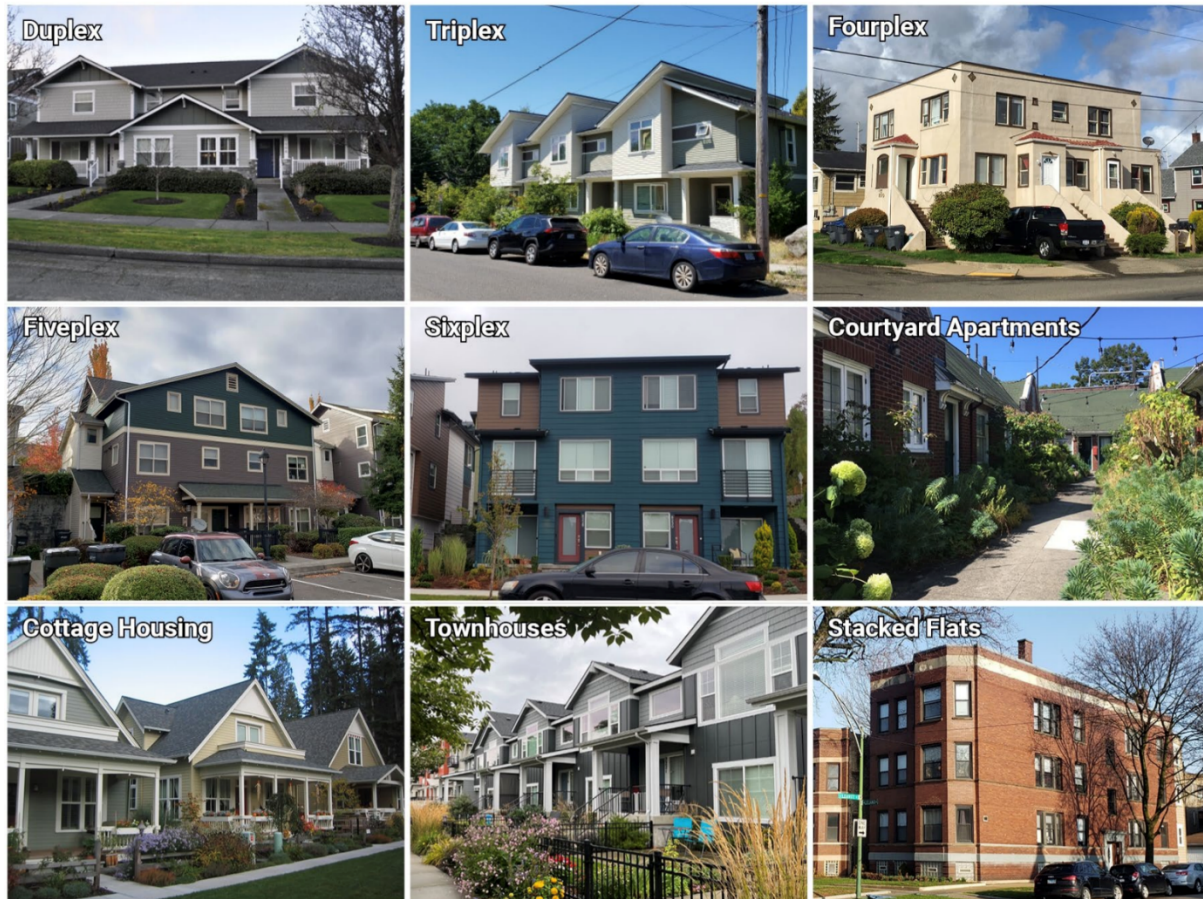 Duplex
Triplex
Fourplex
Fiveplex
Sixplex
Courtyard Apartments
Cottage Housing
Townhouses
Stacked Flats